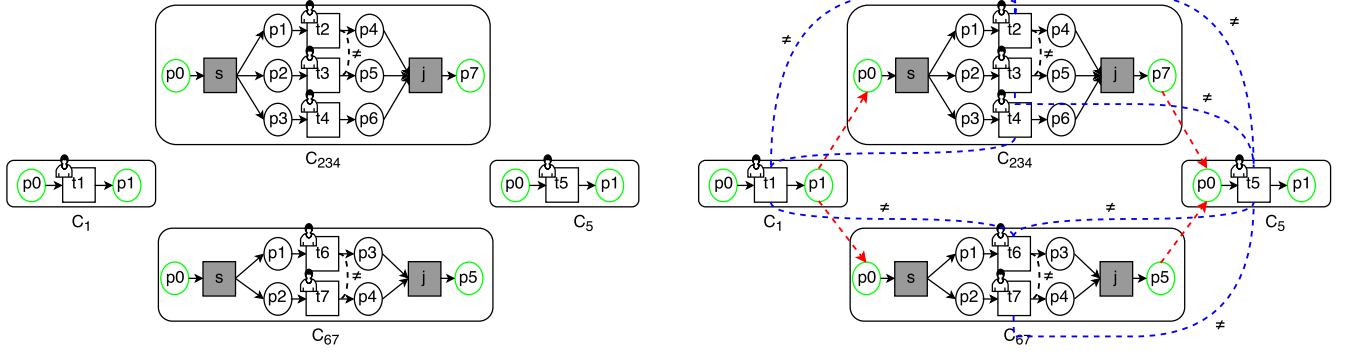 p1 t2 p4
≠
p0 s p2 t3 p5 j p7
p3 t4 p6
C234
p0 t1 p1
C1
p0 t5 p1
C5
p1 t6 p3
≠
p0 s j p5
p2 t7 p4
C67
≠ ≠
p1 t2 p4
≠
p0 s p2 t3 p5 j p7
≠
p3 t4 p6
C234
p0 t1 p1
C1
p0 t5 p1
C5
≠ ≠
p1 t6 p3
≠
p0 s j p5
p2 t7 p4
≠
C67